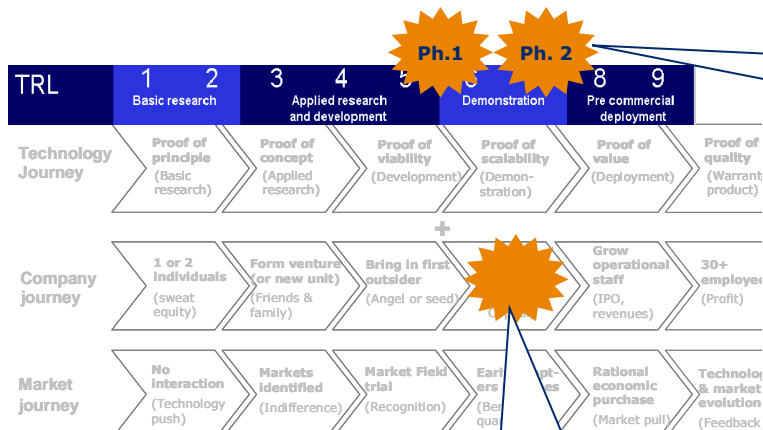 Ph.1
Ph. 2
TRL
1 2 3 4 8 9
Basic research
Applied research
and development
Demonstration
Pre commercial
deployment
Technology
Journey
Proof of
principle
(Basic
research)
Proof of
concept
(Applied
research)
Proof of
viability
(Development)
Proof of
scalability
(Demon-
stration)
Proof of
value
(Deployment)
Proof of
quality
product)
+
Company
journey
1 or 2
individuals
(sweat
equity)
Form venture
(or new unit)
(Friends &
family)
Bring in first
outsider
(Angel or seed)
Grow
operational
staff
(IPO,
revenues)
30+
(Profit)
Market
journey
No
interaction
(Technology
push)
Markets
identified
(Indifference)
Market Field
trial
(Recognition)
Rational
economic
purchase
(Market pull)
& market
evolution
(Feedback)